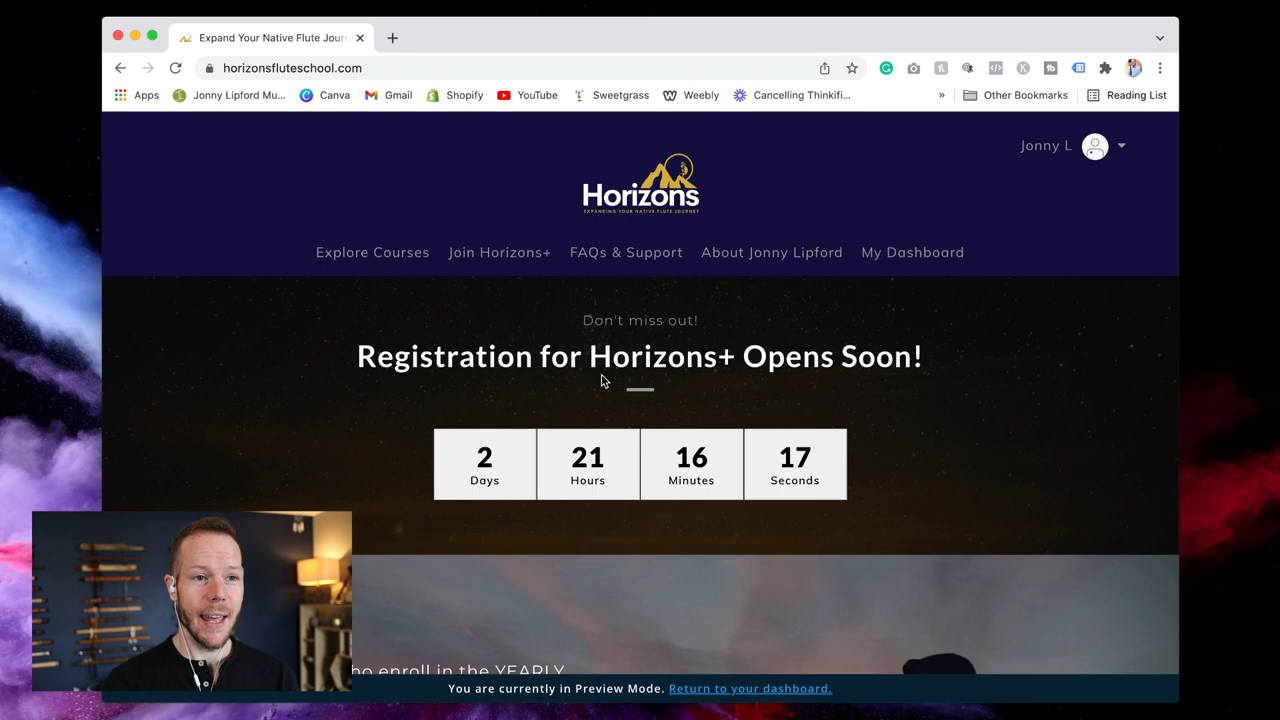 Expand Your Native Flute Jour
horizonsfluteschool.com
Apps
Jonny Lipford Mu...
Canva
Gmail
Shopify
YouTube
Sweetgrass
Weebly
Cancelling Thinkifi...
»
Other Bookmarks
Reading List
Jonny L
Horizons
EXPANDING YOUR NATIVE FLUTE JOURNEY
Explore Courses
Join Horizons+
FAQs & Support
About Jonny Lipford
My Dashboard
Don't miss out!
Registration for Horizons+ Opens Soon!
2 21 16 17
Days Hours Minutes Seconds
ho enroll in the YEARLY
You are currently in Preview Mode. Return to your dashboard.